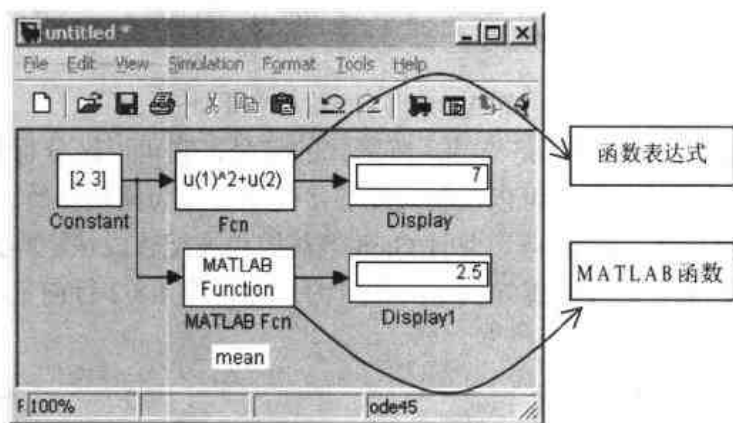 untitled *
File Edit View Simulation Format Tools Help
[2 3]
Constant
u(1)^2+u(2)
Fcn
7
Display
函数表达式
MATLAB
Function
MATLAB Fcn
2.5
Display1
MATLAB函数
mean
F 100%
ode45